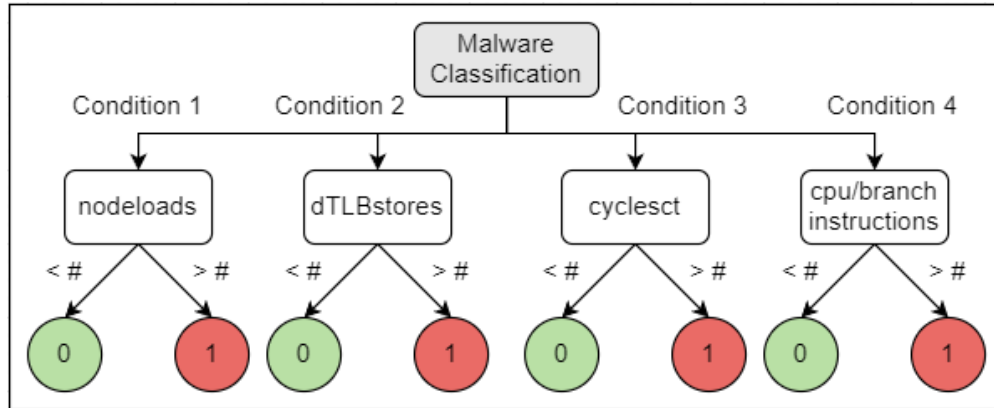 Malware
Classification
Condition 1
Condition 2
Condition 3
Condition 4
nodeloads
dTLBstores
cyclesct
cpu/branch
instructions
< #
> #
< #
> #
< #
> #
< #
> #
0
1
0
1
0
1
0
1